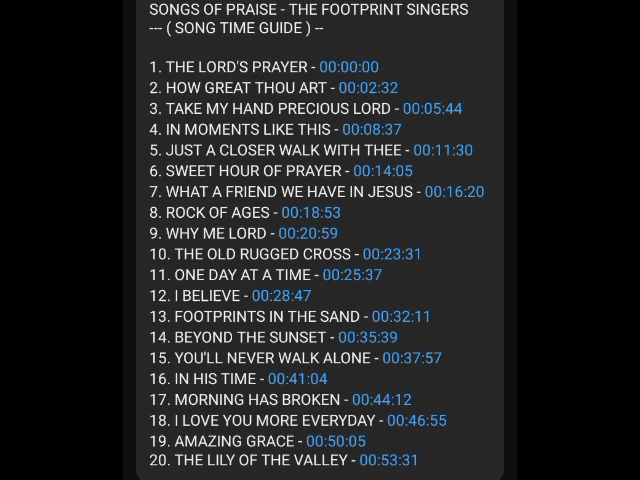 SONGS OF PRAISE - THE FOOTPRINT SINGERS
--- ( SONG TIME GUIDE ) --
1. THE LORD'S PRAYER - 00:00:00
2. HOW GREAT THOU ART - 00:02:32
3. TAKE MY HAND PRECIOUS LORD - 00:05:44
4. IN MOMENTS LIKE THIS - 00:08:37
5. JUST A CLOSER WALK WITH THEE - 00:11:30
6. SWEET HOUR OF PRAYER - 00:14:05
7. WHAT A FRIEND WE HAVE IN JESUS - 00:16:20
8. ROCK OF AGES - 00:18:53
9. WHY ME LORD - 00:20:59
10. THE OLD RUGGED CROSS - 00:23:31
11. ONE DAY AT A TIME - 00:25:37
12. I BELIEVE - 00:28:47
13. FOOTPRINTS IN THE SAND - 00:32:11
14. BEYOND THE SUNSET - 00:35:39
15. YOU'LL NEVER WALK ALONE - 00:37:57
16. IN HIS TIME - 00:41:04
17. MORNING HAS BROKEN - 00:44:12
18. I LOVE YOU MORE EVERYDAY - 00:46:55
19. AMAZING GRACE - 00:50:05
20. THE LILY OF THE VALLEY - 00:53:31